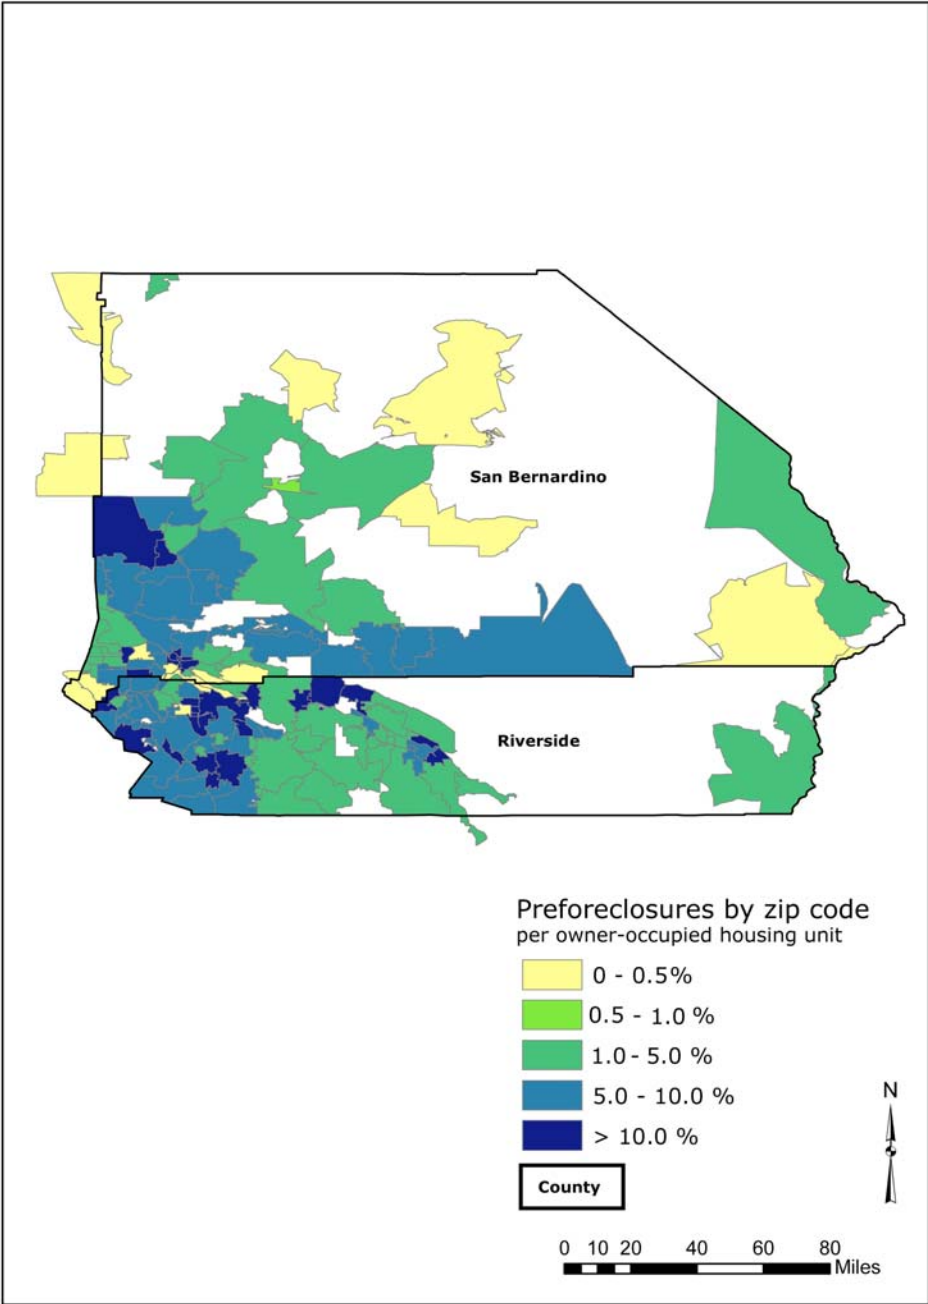 San Bernardino
Riverside
Preforeclosures by zip code
per owner-occupied housing unit
0 - 0.5%
0.5 - 1.0 %
1.0 - 5.0 %
5.0 - 10.0 %
> 10.0 %
County
N
0 10 20 40 60 80
Miles